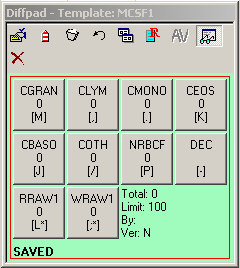 Diffpad - Template: MCSF1
AV
CGRAN CLYM CMONO CEOS
0 0 0 0
[M] [,] [.] [K]
CBASO COTH NRBCF DEC
0 0 0
[J] [/] [P] [-]
RRAW1 WRAW1 Total: 0
0 0 Limit: 100
[L*] [;*] By:
Ver: N
SAVED